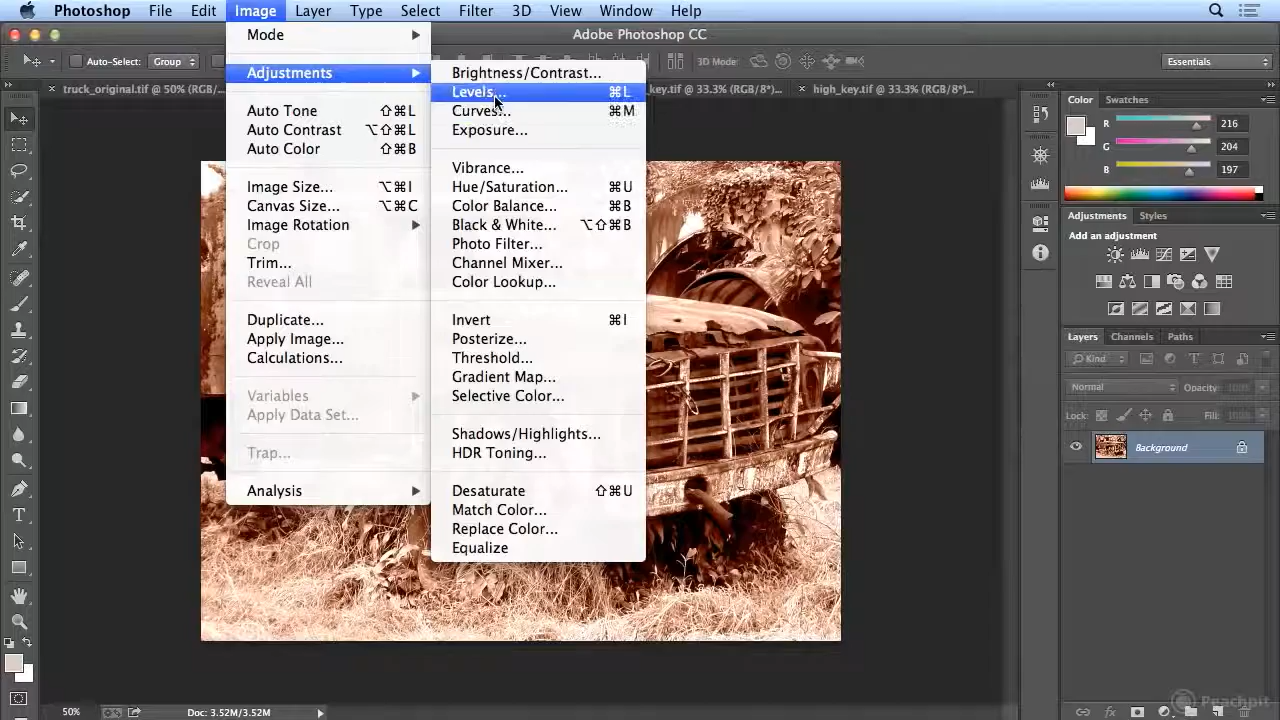 Photoshop File Edit Image Layer Type Select Filter 3D View Window Help
Adobe Photoshop CC
Auto-Select: Group 3D Mode: Essentials
truck_original.tif @ 50% (RGB/8*)
_key.tif @ 33.3% (RGB/8*)...
high_key.tif @ 33.3% (RGB/8*)...
Mode
Adjustments
Auto Tone ⇧⌘L
Auto Contrast ⌥⇧⌘L
Auto Color ⇧⌘B
Image Size... ⌥⌘I
Canvas Size... ⌥⌘C
Image Rotation
Crop
Trim...
Reveal All
Duplicate...
Apply Image...
Calculations...
Variables
Apply Data Set...
Trap...
Analysis
Brightness/Contrast...
Levels... ⌘L
Curves... ⌘M
Exposure...
Vibrance...
Hue/Saturation... ⌘U
Color Balance... ⌘B
Black & White... ⌥⇧⌘B
Photo Filter...
Channel Mixer...
Color Lookup...
Invert ⌘I
Posterize...
Threshold...
Gradient Map...
Selective Color...
Shadows/Highlights...
HDR Toning...
Desaturate ⇧⌘U
Match Color...
Replace Color...
Equalize
Color Swatches
R 216
G 204
B 197
Adjustments Styles
Add an adjustment
Layers Channels Paths
Kind
Normal Opacity:
Lock: Fill:
Background
50% Doc: 3.52M/3.52M
Peachpit